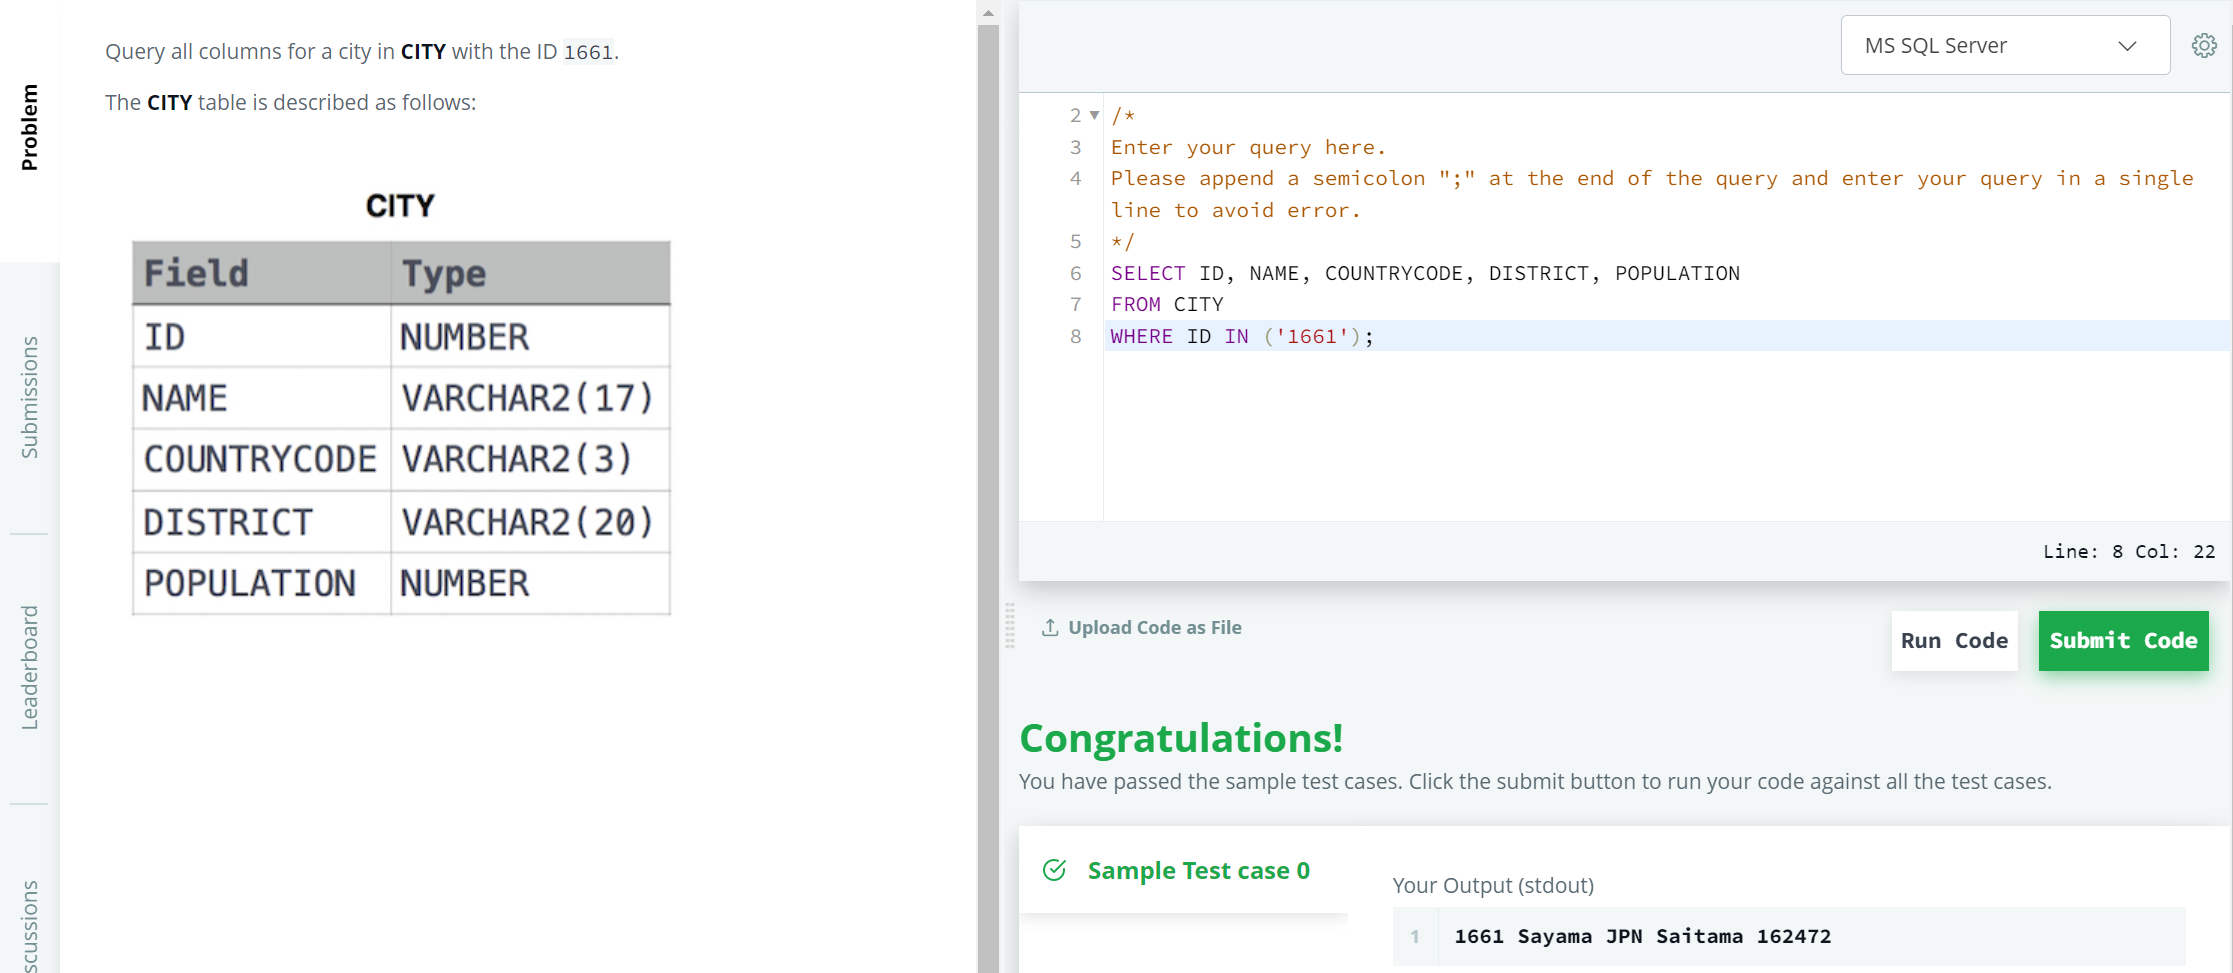 Problem
Submissions
Leaderboard
scussions
Query all columns for a city in CITY with the ID 1661.
The CITY table is described as follows:
CITY
Field Type
ID NUMBER
NAME VARCHAR2(17)
COUNTRYCODE VARCHAR2(3)
DISTRICT VARCHAR2(20)
POPULATION NUMBER
MS SQL Server
2 /*
3 Enter your query here.
4 Please append a semicolon ";" at the end of the query and enter your query in a single
line to avoid error.
5 */
6 SELECT ID, NAME, COUNTRYCODE, DISTRICT, POPULATION
7 FROM CITY
8 WHERE ID IN ('1661');
Line: 8 Col: 22
Upload Code as File
Run Code
Submit Code
Congratulations!
You have passed the sample test cases. Click the submit button to run your code against all the test cases.
Sample Test case 0
Your Output (stdout)
1 1661 Sayama JPN Saitama 162472